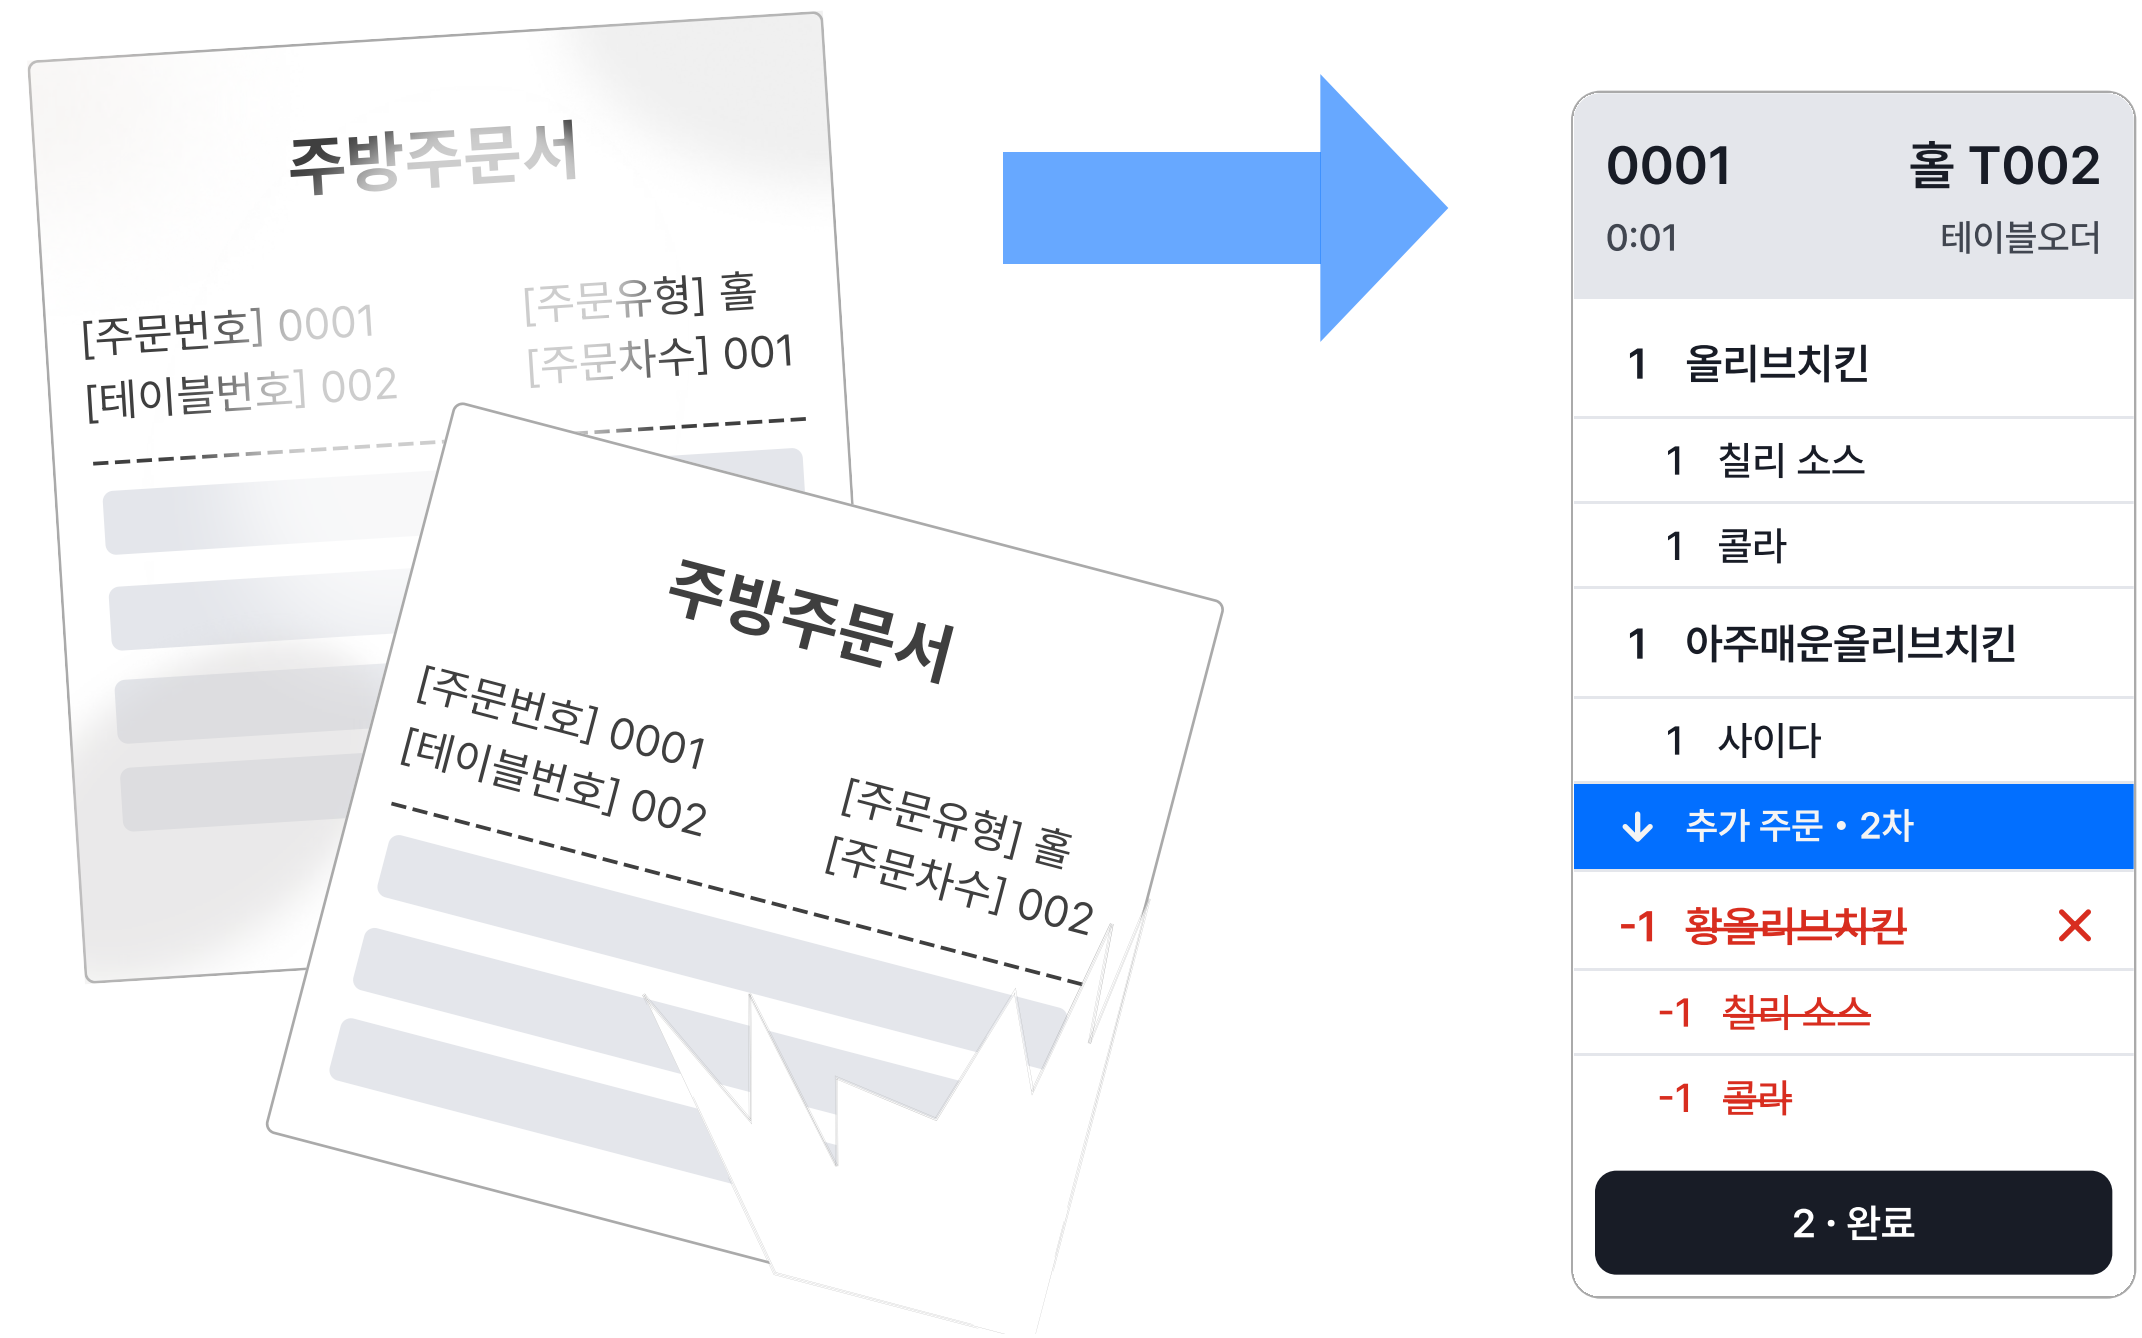 주방주문서
[주문번호] 0001
[주문유형] 홀
[테이블번호] 002
[주문차수] 001
주방주문서
[주문번호] 0001
[테이블번호] 002
[주문유형] 홀
[주문차수] 002
0001 홀 T002
0:01 테이블오더
1 올리브치킨
1 칠리 소스
1 콜라
1 아주매운올리브치킨
1 사이다
추가 주문 • 2차
-1 황올리브치킨
-1 칠리 소스
-1 콜라
2 · 완료